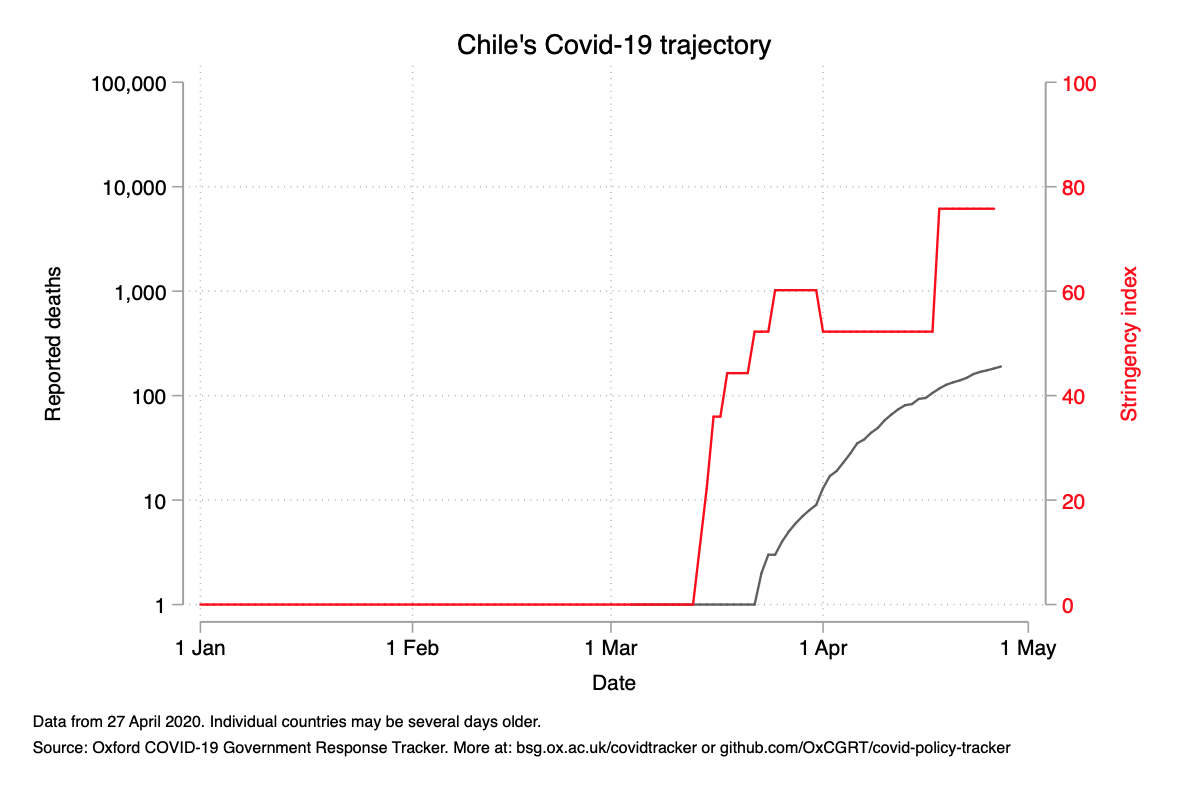 Chile's Covid-19 trajectory
100,000
10,000
1,000
100
10
1
Reported deaths
100
80
60
40
20
0
Stringency index
1 Jan
1 Feb
1 Mar
1 Apr
1 May
Date
Data from 27 April 2020. Individual countries may be several days older.
Source: Oxford COVID-19 Government Response Tracker. More at: bsg.ox.ac.uk/covidtracker or github.com/OxCGRT/covid-policy-tracker